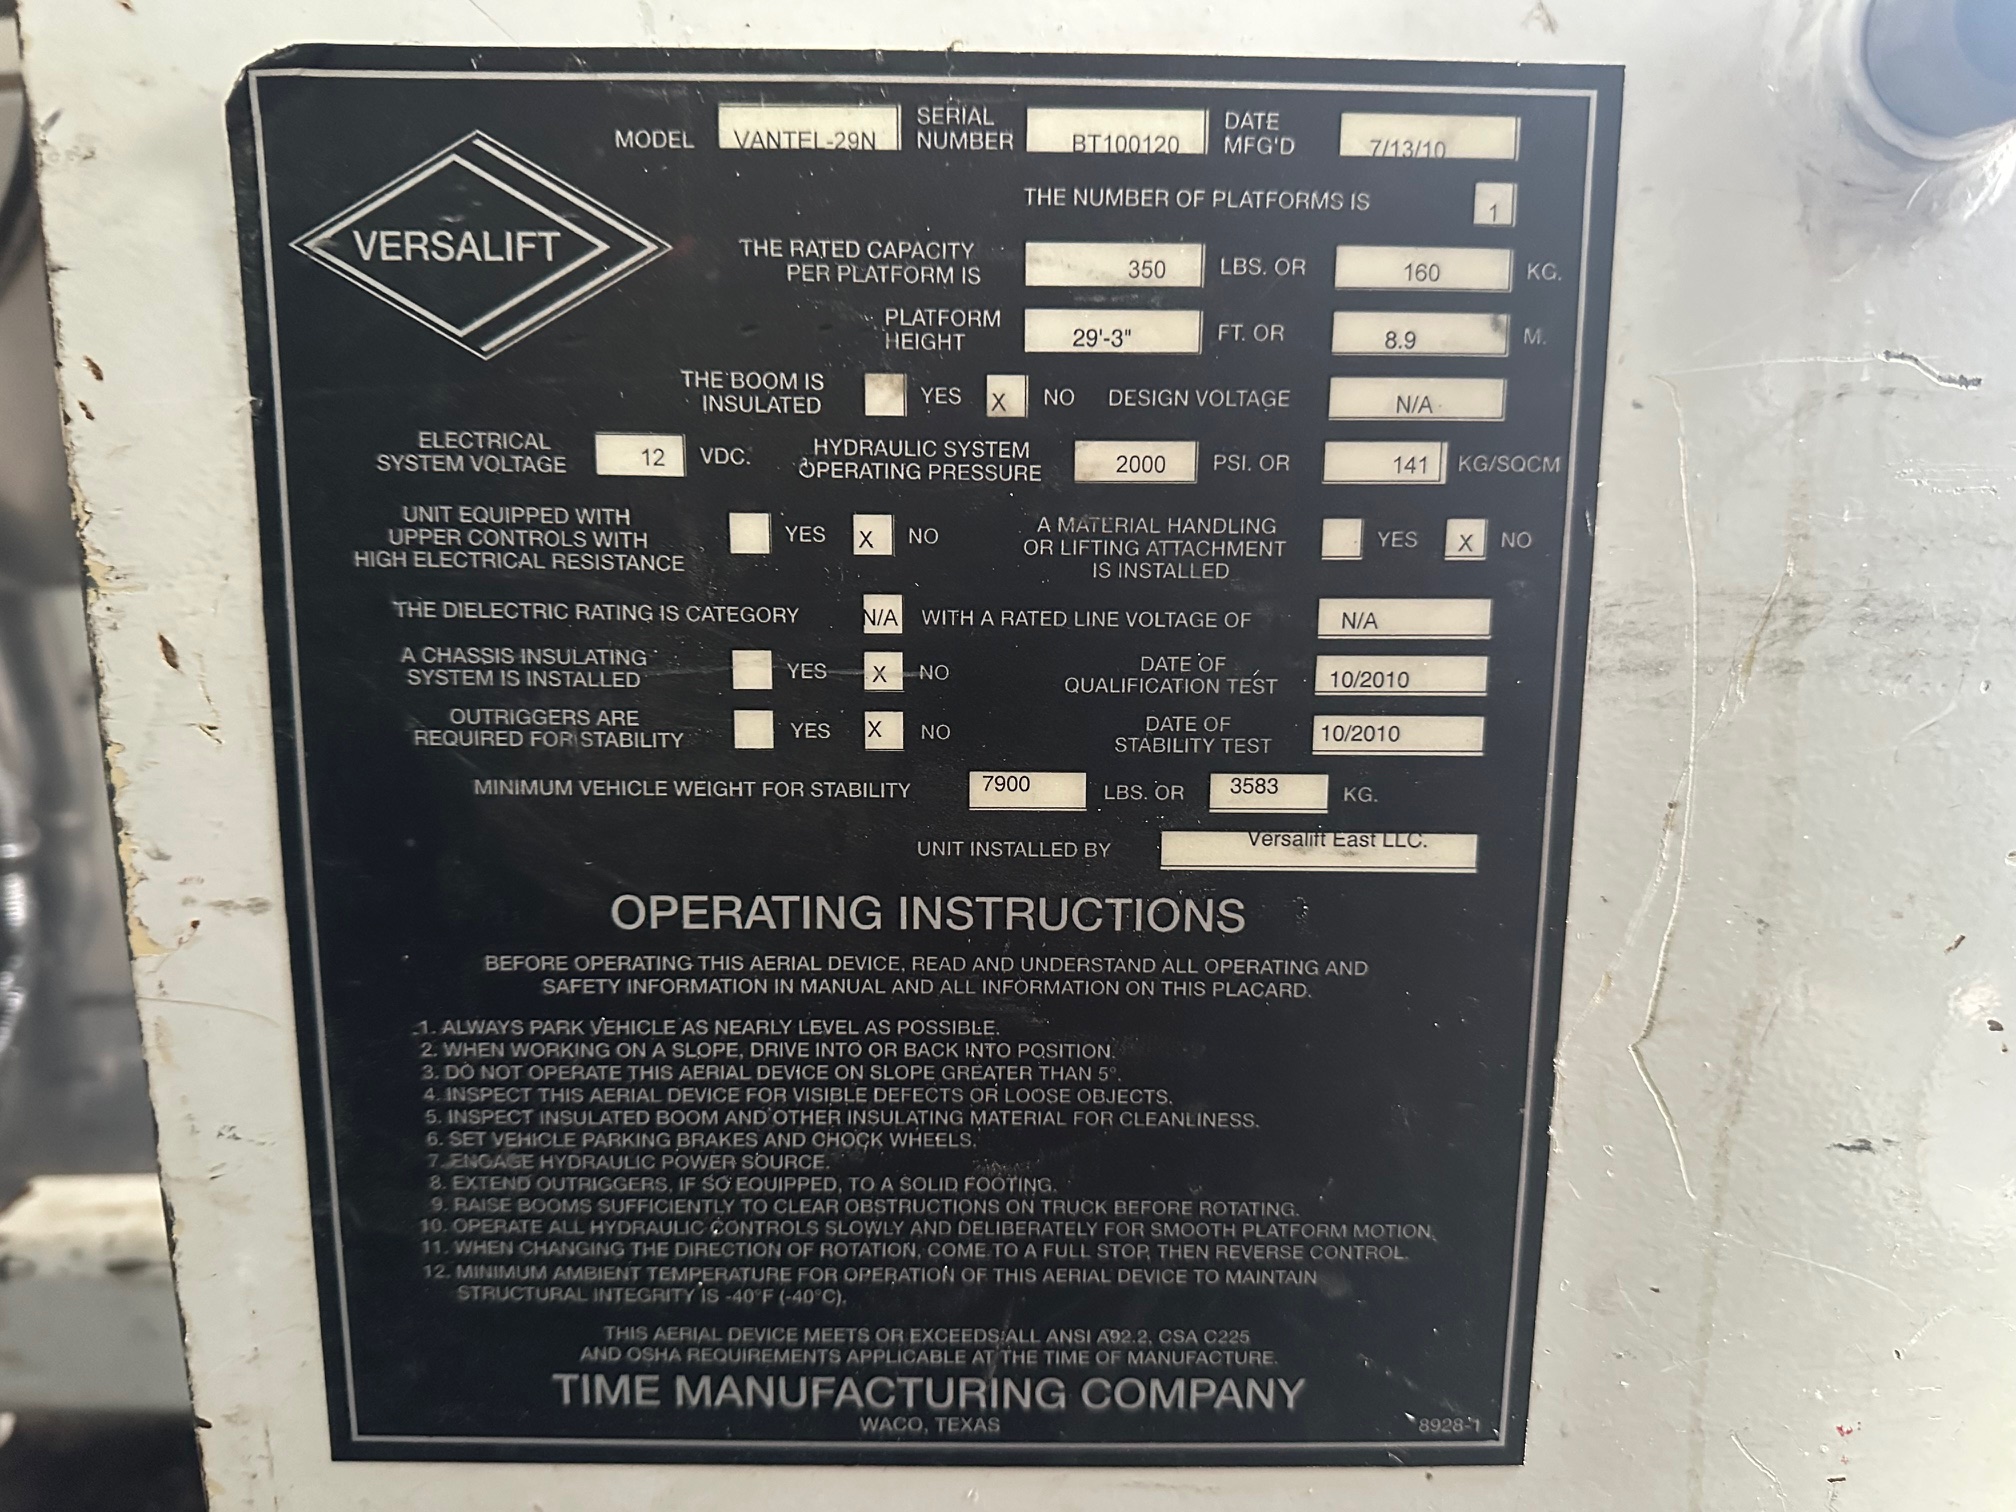 VERSALIFT
MODEL VANTEL-29N SERIAL NUMBER BT100120 DATE MFG'D 7/13/10
THE NUMBER OF PLATFORMS IS 1
THE RATED CAPACITY
PER PLATFORM IS 350 LBS. OR 160 KG.
PLATFORM
HEIGHT 29'-3" FT. OR 8.9 M.
THE BOOM IS
INSULATED YES X NO DESIGN VOLTAGE N/A
ELECTRICAL
SYSTEM VOLTAGE 12 VDC.
HYDRAULIC SYSTEM
OPERATING PRESSURE 2000 PSI. OR 141 KG/SQCM
UNIT EQUIPPED WITH
UPPER CONTROLS WITH
HIGH ELECTRICAL RESISTANCE YES X NO
A MATERIAL HANDLING
OR LIFTING ATTACHMENT
IS INSTALLED YES X NO
THE DIELECTRIC RATING IS CATEGORY N/A WITH A RATED LINE VOLTAGE OF N/A
A CHASSIS INSULATING
SYSTEM IS INSTALLED YES X NO
DATE OF
QUALIFICATION TEST 10/2010
OUTRIGGERS ARE
REQUIRED FOR STABILITY YES X NO
DATE OF
STABILITY TEST 10/2010
MINIMUM VEHICLE WEIGHT FOR STABILITY 7900 LBS. OR 3583 KG.
UNIT INSTALLED BY Versalift East LLC.
OPERATING INSTRUCTIONS
BEFORE OPERATING THIS AERIAL DEVICE, READ AND UNDERSTAND ALL OPERATING AND
SAFETY INFORMATION IN MANUAL AND ALL INFORMATION ON THIS PLACARD.
1. ALWAYS PARK VEHICLE AS NEARLY LEVEL AS POSSIBLE.
2. WHEN WORKING ON A SLOPE, DRIVE INTO OR BACK INTO POSITION.
3. DO NOT OPERATE THIS AERIAL DEVICE ON SLOPE GREATER THAN 5°.
4. INSPECT THIS AERIAL DEVICE FOR VISIBLE DEFECTS OR LOOSE OBJECTS.
5. INSPECT INSULATED BOOM AND OTHER INSULATING MATERIAL FOR CLEANLINESS.
6. SET VEHICLE PARKING BRAKES AND CHOCK WHEELS.
7. ENGAGE HYDRAULIC POWER SOURCE.
8. EXTEND OUTRIGGERS, IF SO EQUIPPED, TO A SOLID FOOTING.
9. RAISE BOOMS SUFFICIENTLY TO CLEAR OBSTRUCTIONS ON TRUCK BEFORE ROTATING.
10. OPERATE ALL HYDRAULIC CONTROLS SLOWLY AND DELIBERATELY FOR SMOOTH PLATFORM MOTION.
11. WHEN CHANGING THE DIRECTION OF ROTATION, COME TO A FULL STOP, THEN REVERSE CONTROL.
12. MINIMUM AMBIENT TEMPERATURE FOR OPERATION OF THIS AERIAL DEVICE TO MAINTAIN
STRUCTURAL INTEGRITY IS -40°F (-40°C).
THIS AERIAL DEVICE MEETS OR EXCEEDS ALL ANSI A92.2, CSA C225
AND OSHA REQUIREMENTS APPLICABLE AT THE TIME OF MANUFACTURE.
TIME MANUFACTURING COMPANY
WACO, TEXAS
8928-1